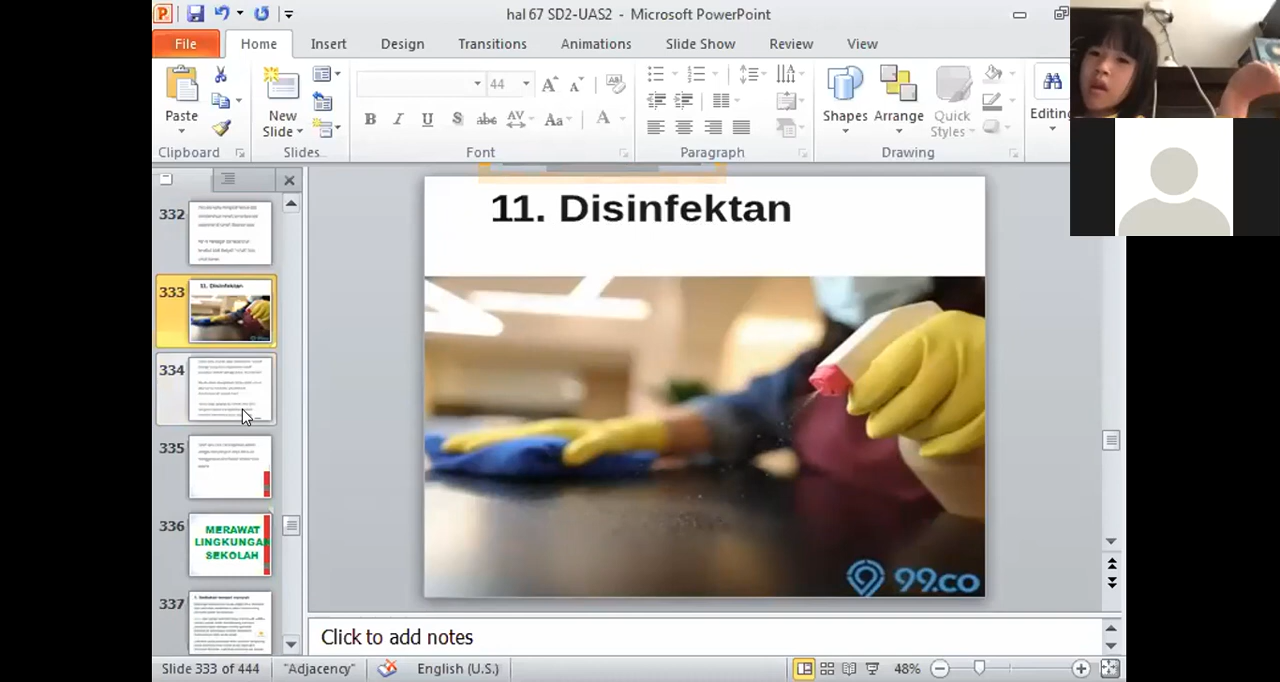 hal 67 SD2-UAS2 - Microsoft PowerPoint
File Home Insert Design Transitions Animations Slide Show Review View
44
Paste
New
Slide
Shapes Arrange Quick
Styles
Editing
Clipboard Slides Font Paragraph Drawing
332
333
11. Disinfektan
334
335
336
MERAWAT
LINGKUNGAN
SEKOLAH
337
11. Disinfektan
99.co
Click to add notes
Slide 333 of 444 "Adjacency" English (U.S.) 48%